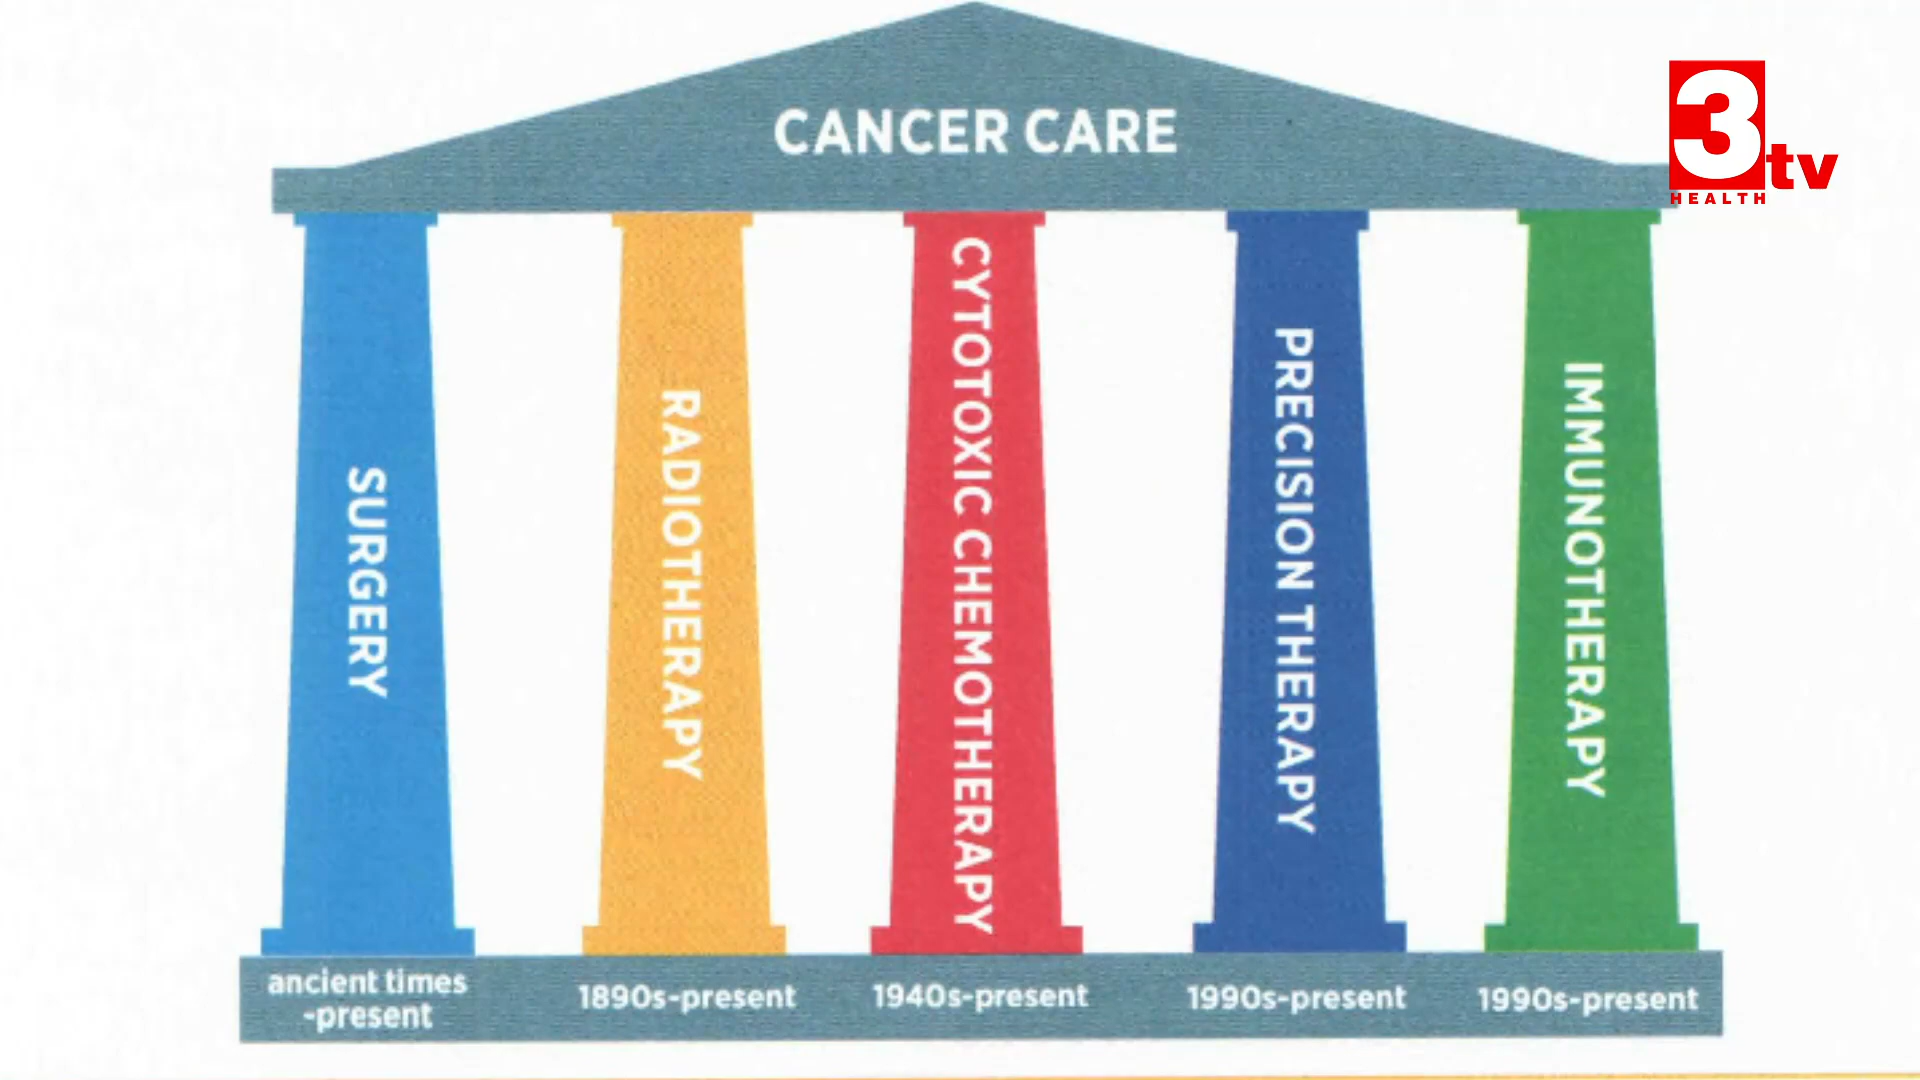 CANCER CARE
3tv
HEALTH
SURGERY
RADIOTHERAPY
CYTOTOXIC CHEMOTHERAPY
PRECISION THERAPY
IMMUNOTHERAPY
ancient times
-present
1890s-present
1940s-present
1990s-present
1990s-present